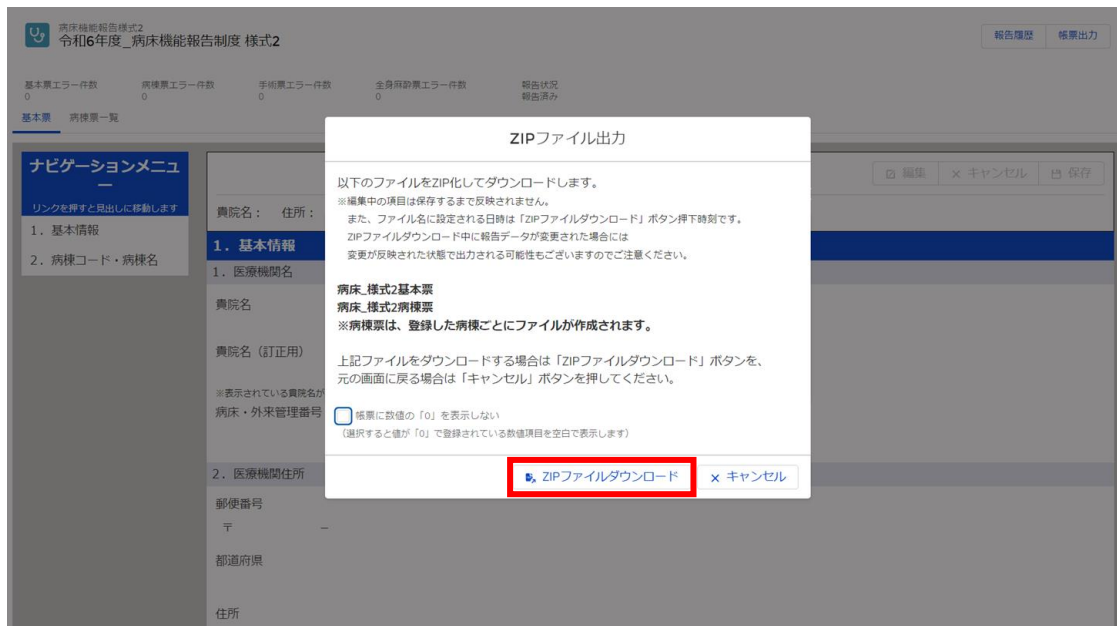 病床機能報告様式2
令和6年度_病床機能報告制度 様式2
報告履歴 帳票出力
基本票エラー件数 病棟票エラー件数 手術票エラー件数 全身麻酔票エラー件数 報告状況
0 0 0 0 報告済み
基本票 病棟票一覧
ナビゲーションメニュ
ー
リンクを押すと見出しに移動します
1. 基本情報
2. 病棟コード・病棟名
編集 キャンセル 保存
貴院名： 住所：
1. 基本情報
1. 医療機関名
貴院名
貴院名（訂正用）
※表示されている貴院名が
病床・外来管理番号
2. 医療機関住所
郵便番号
〒 －
都道府県
住所
ZIPファイル出力
以下のファイルをZIP化してダウンロードします。
※編集中の項目は保存するまで反映されません。
また、ファイル名に設定される日時は「ZIPファイルダウンロード」ボタン押下時刻です。
ZIPファイルダウンロード中に報告データが変更された場合には
変更が反映された状態で出力される可能性もございますのでご注意ください。
病床_様式2基本票
病床_様式2病棟票
※病棟票は、登録した病棟ごとにファイルが作成されます。
上記ファイルをダウンロードする場合は「ZIPファイルダウンロード」ボタンを、
元の画面に戻る場合は「キャンセル」ボタンを押してください。
帳票に数値の「0」を表示しない
（選択すると値が「0」で登録されている数値項目を空白で表示します）
ZIPファイルダウンロード キャンセル